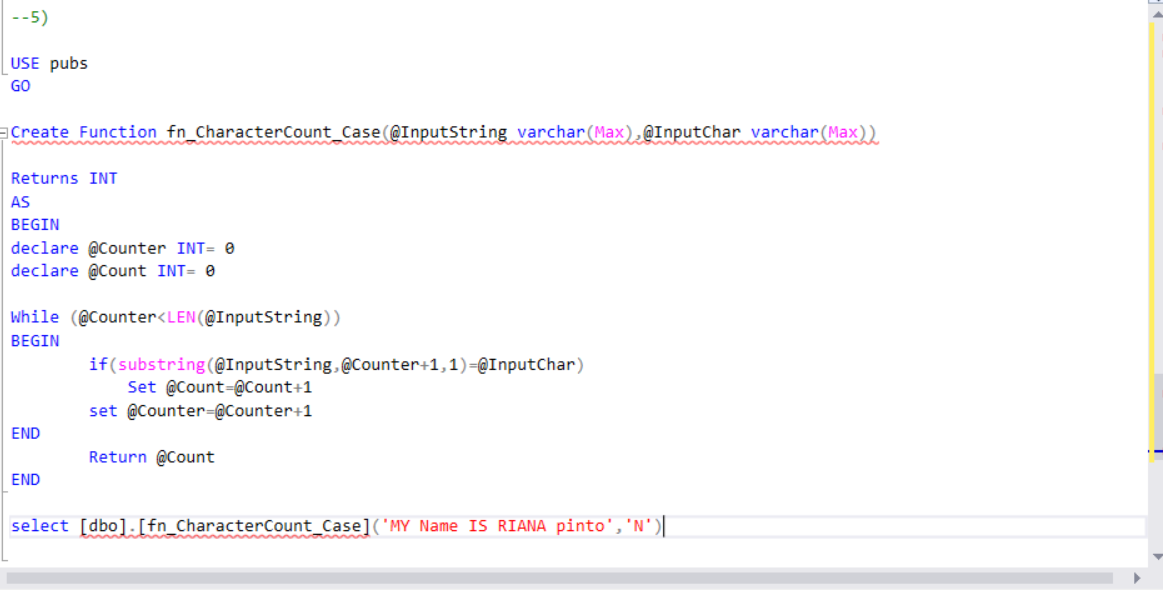 --5)
USE pubs
GO
Create Function fn_CharacterCount_Case(@InputString varchar(Max),@InputChar varchar(Max))
Returns INT
AS
BEGIN
declare @Counter INT= 0
declare @Count INT= 0
While (@Counter<LEN(@InputString))
BEGIN
if(substring(@InputString,@Counter+1,1)=@InputChar)
Set @Count=@Count+1
set @Counter=@Counter+1
END
Return @Count
END
select [dbo].[fn_CharacterCount_Case]('MY Name IS RIANA pinto','N')